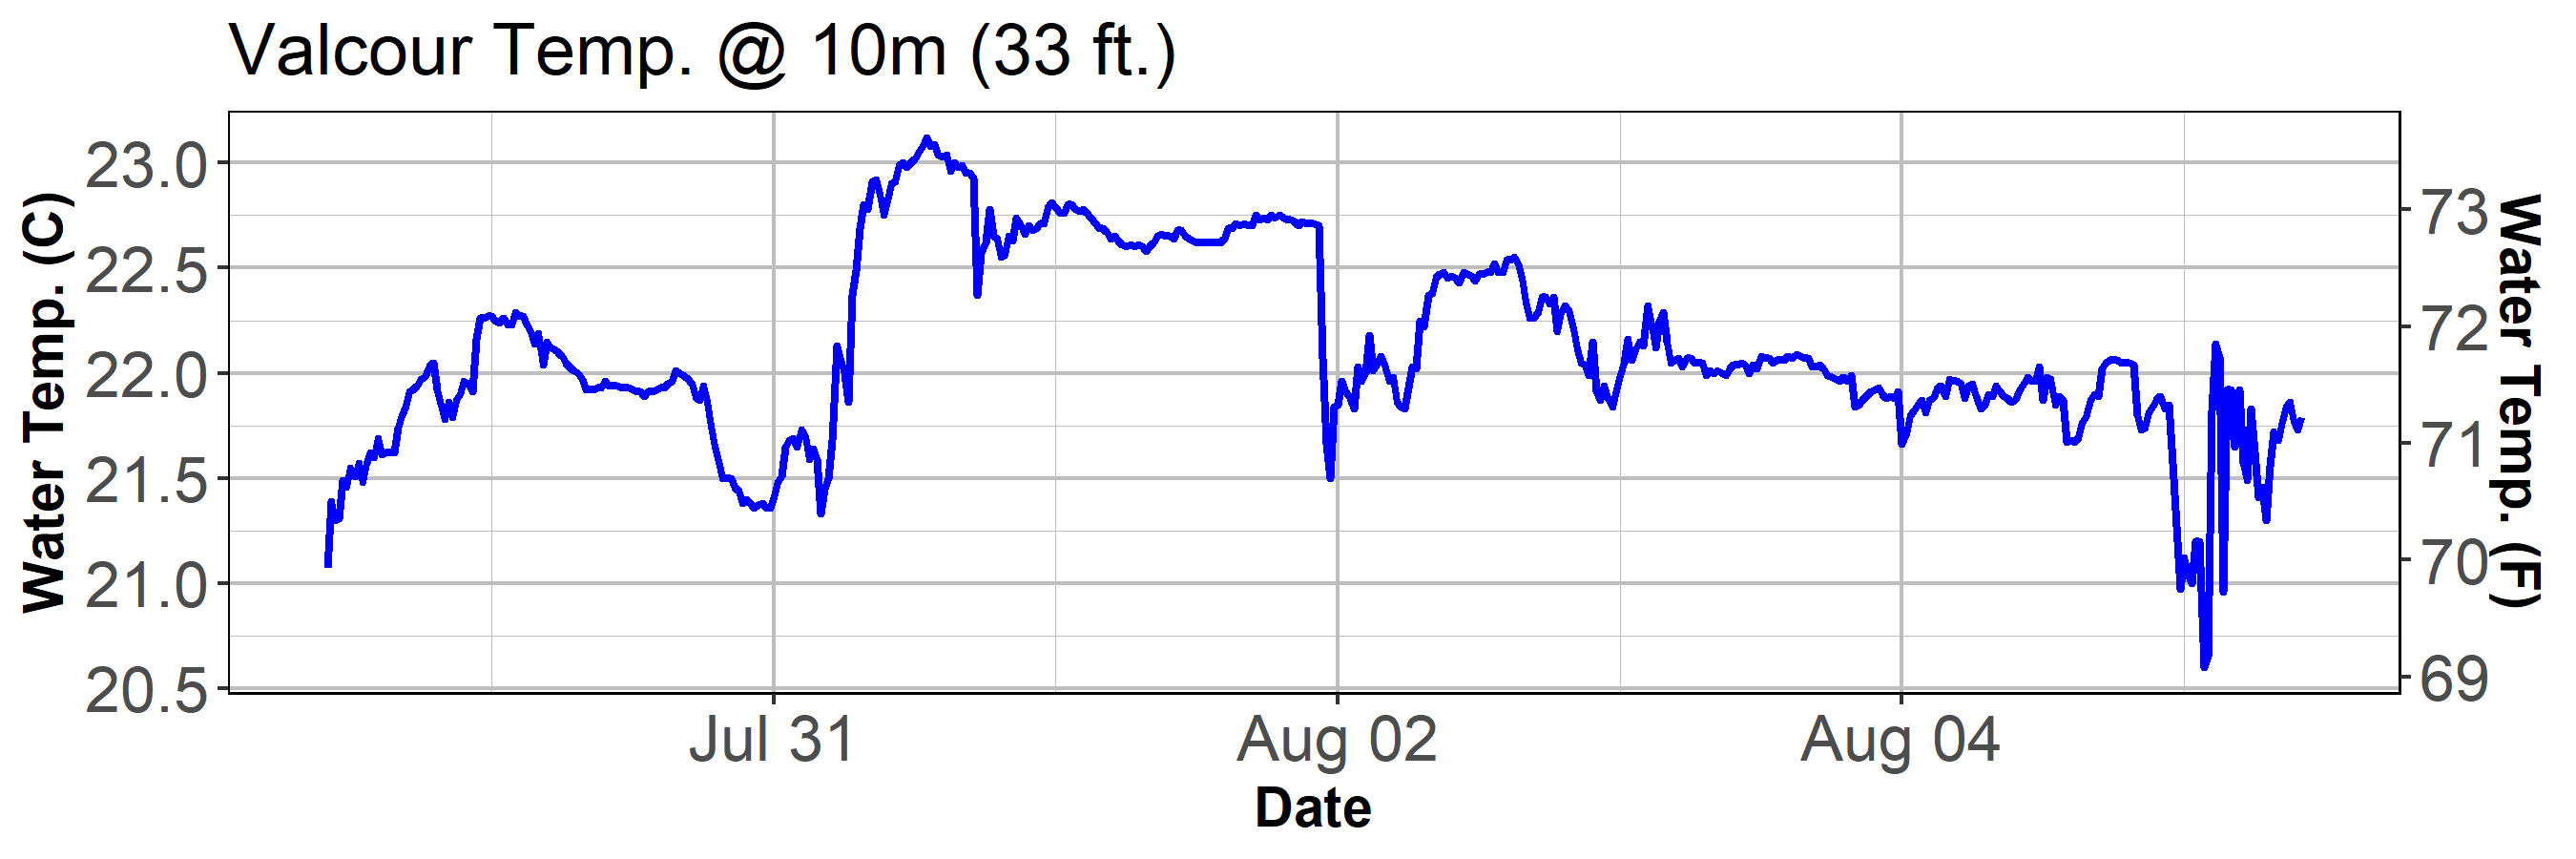 Valcour Temp. @ 10m (33 ft.)
Water Temp. (C)
23.0
22.5
22.0
21.5
21.0
20.5
73
72
71
70
69
Water Temp. (F)
Jul 31
Aug 02
Aug 04
Date